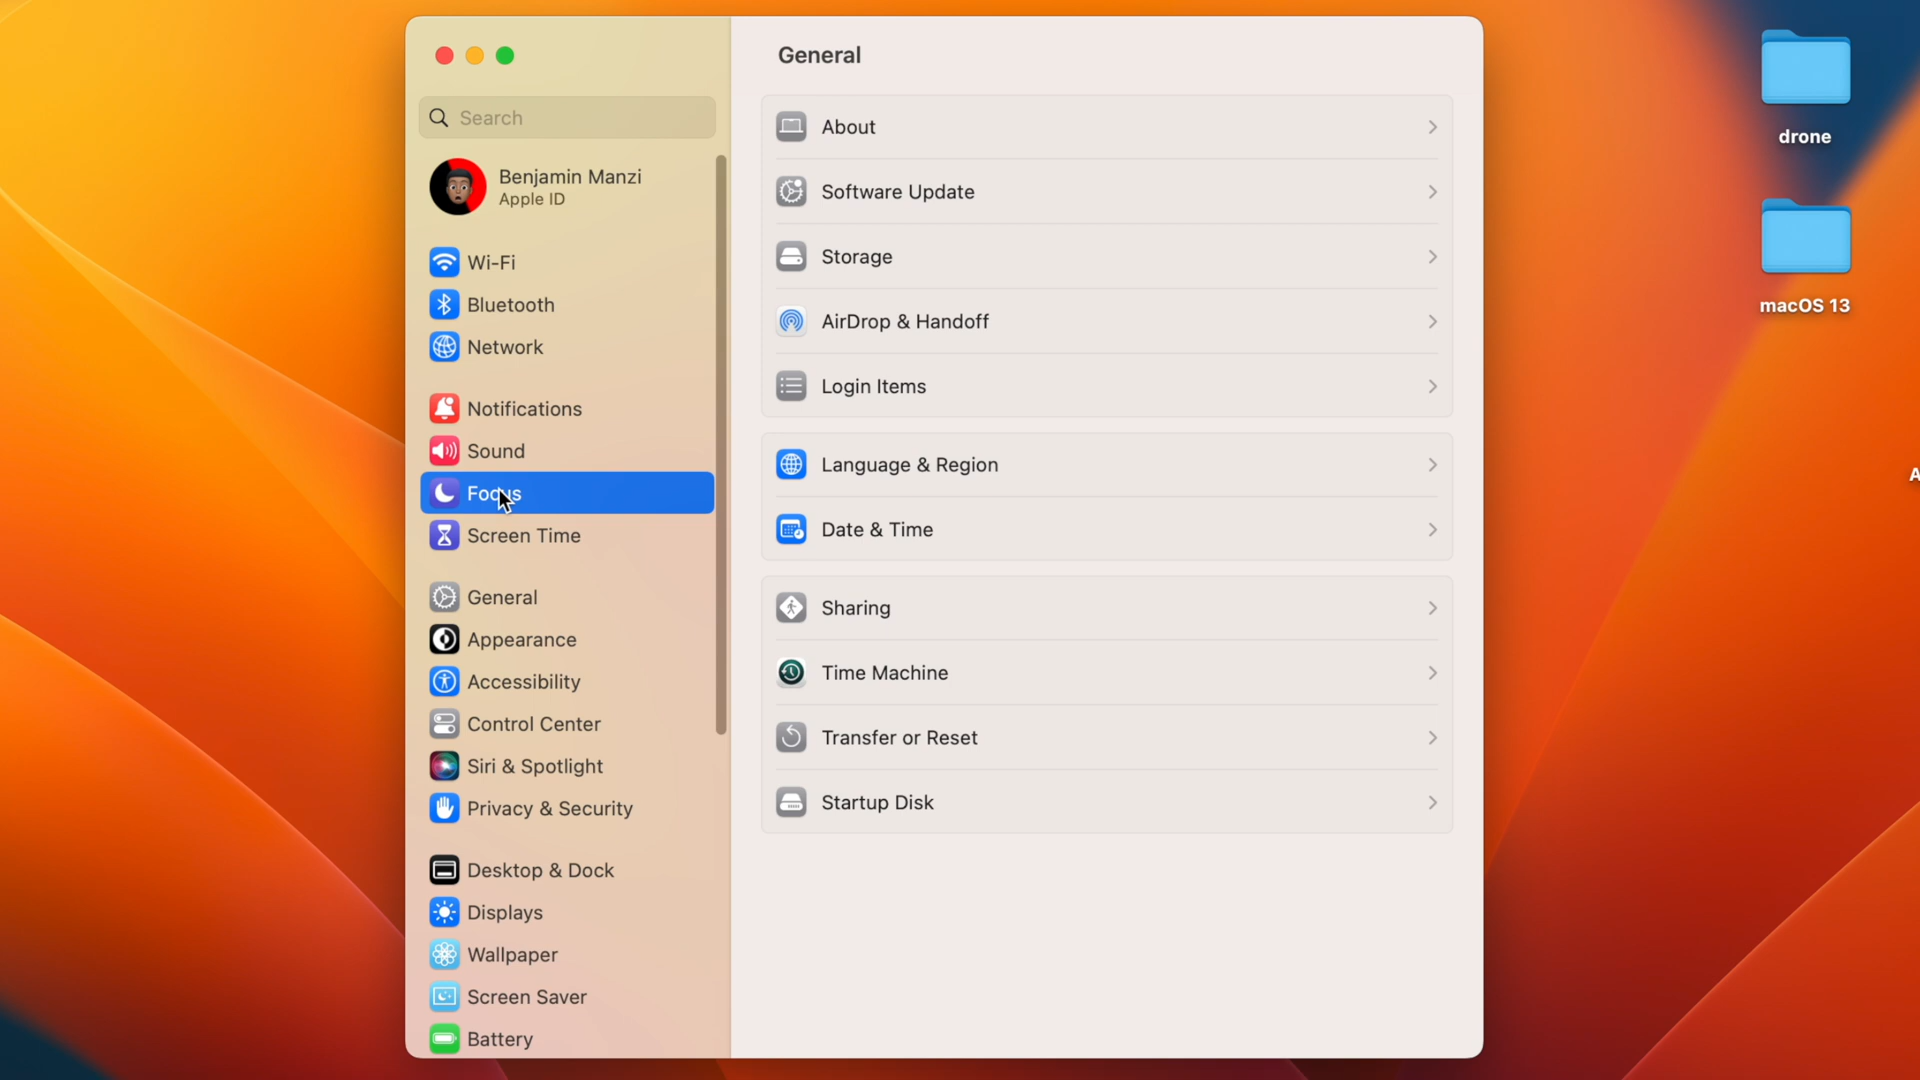 General
Search
Benjamin Manzi
Apple ID
Wi-Fi
Bluetooth
Network
Notifications
Sound
Focus
Screen Time
General
Appearance
Accessibility
Control Center
Siri & Spotlight
Privacy & Security
Desktop & Dock
Displays
Wallpaper
Screen Saver
Battery
About
Software Update
Storage
AirDrop & Handoff
Login Items
Language & Region
Date & Time
Sharing
Time Machine
Transfer or Reset
Startup Disk
drone
macOS 13
A